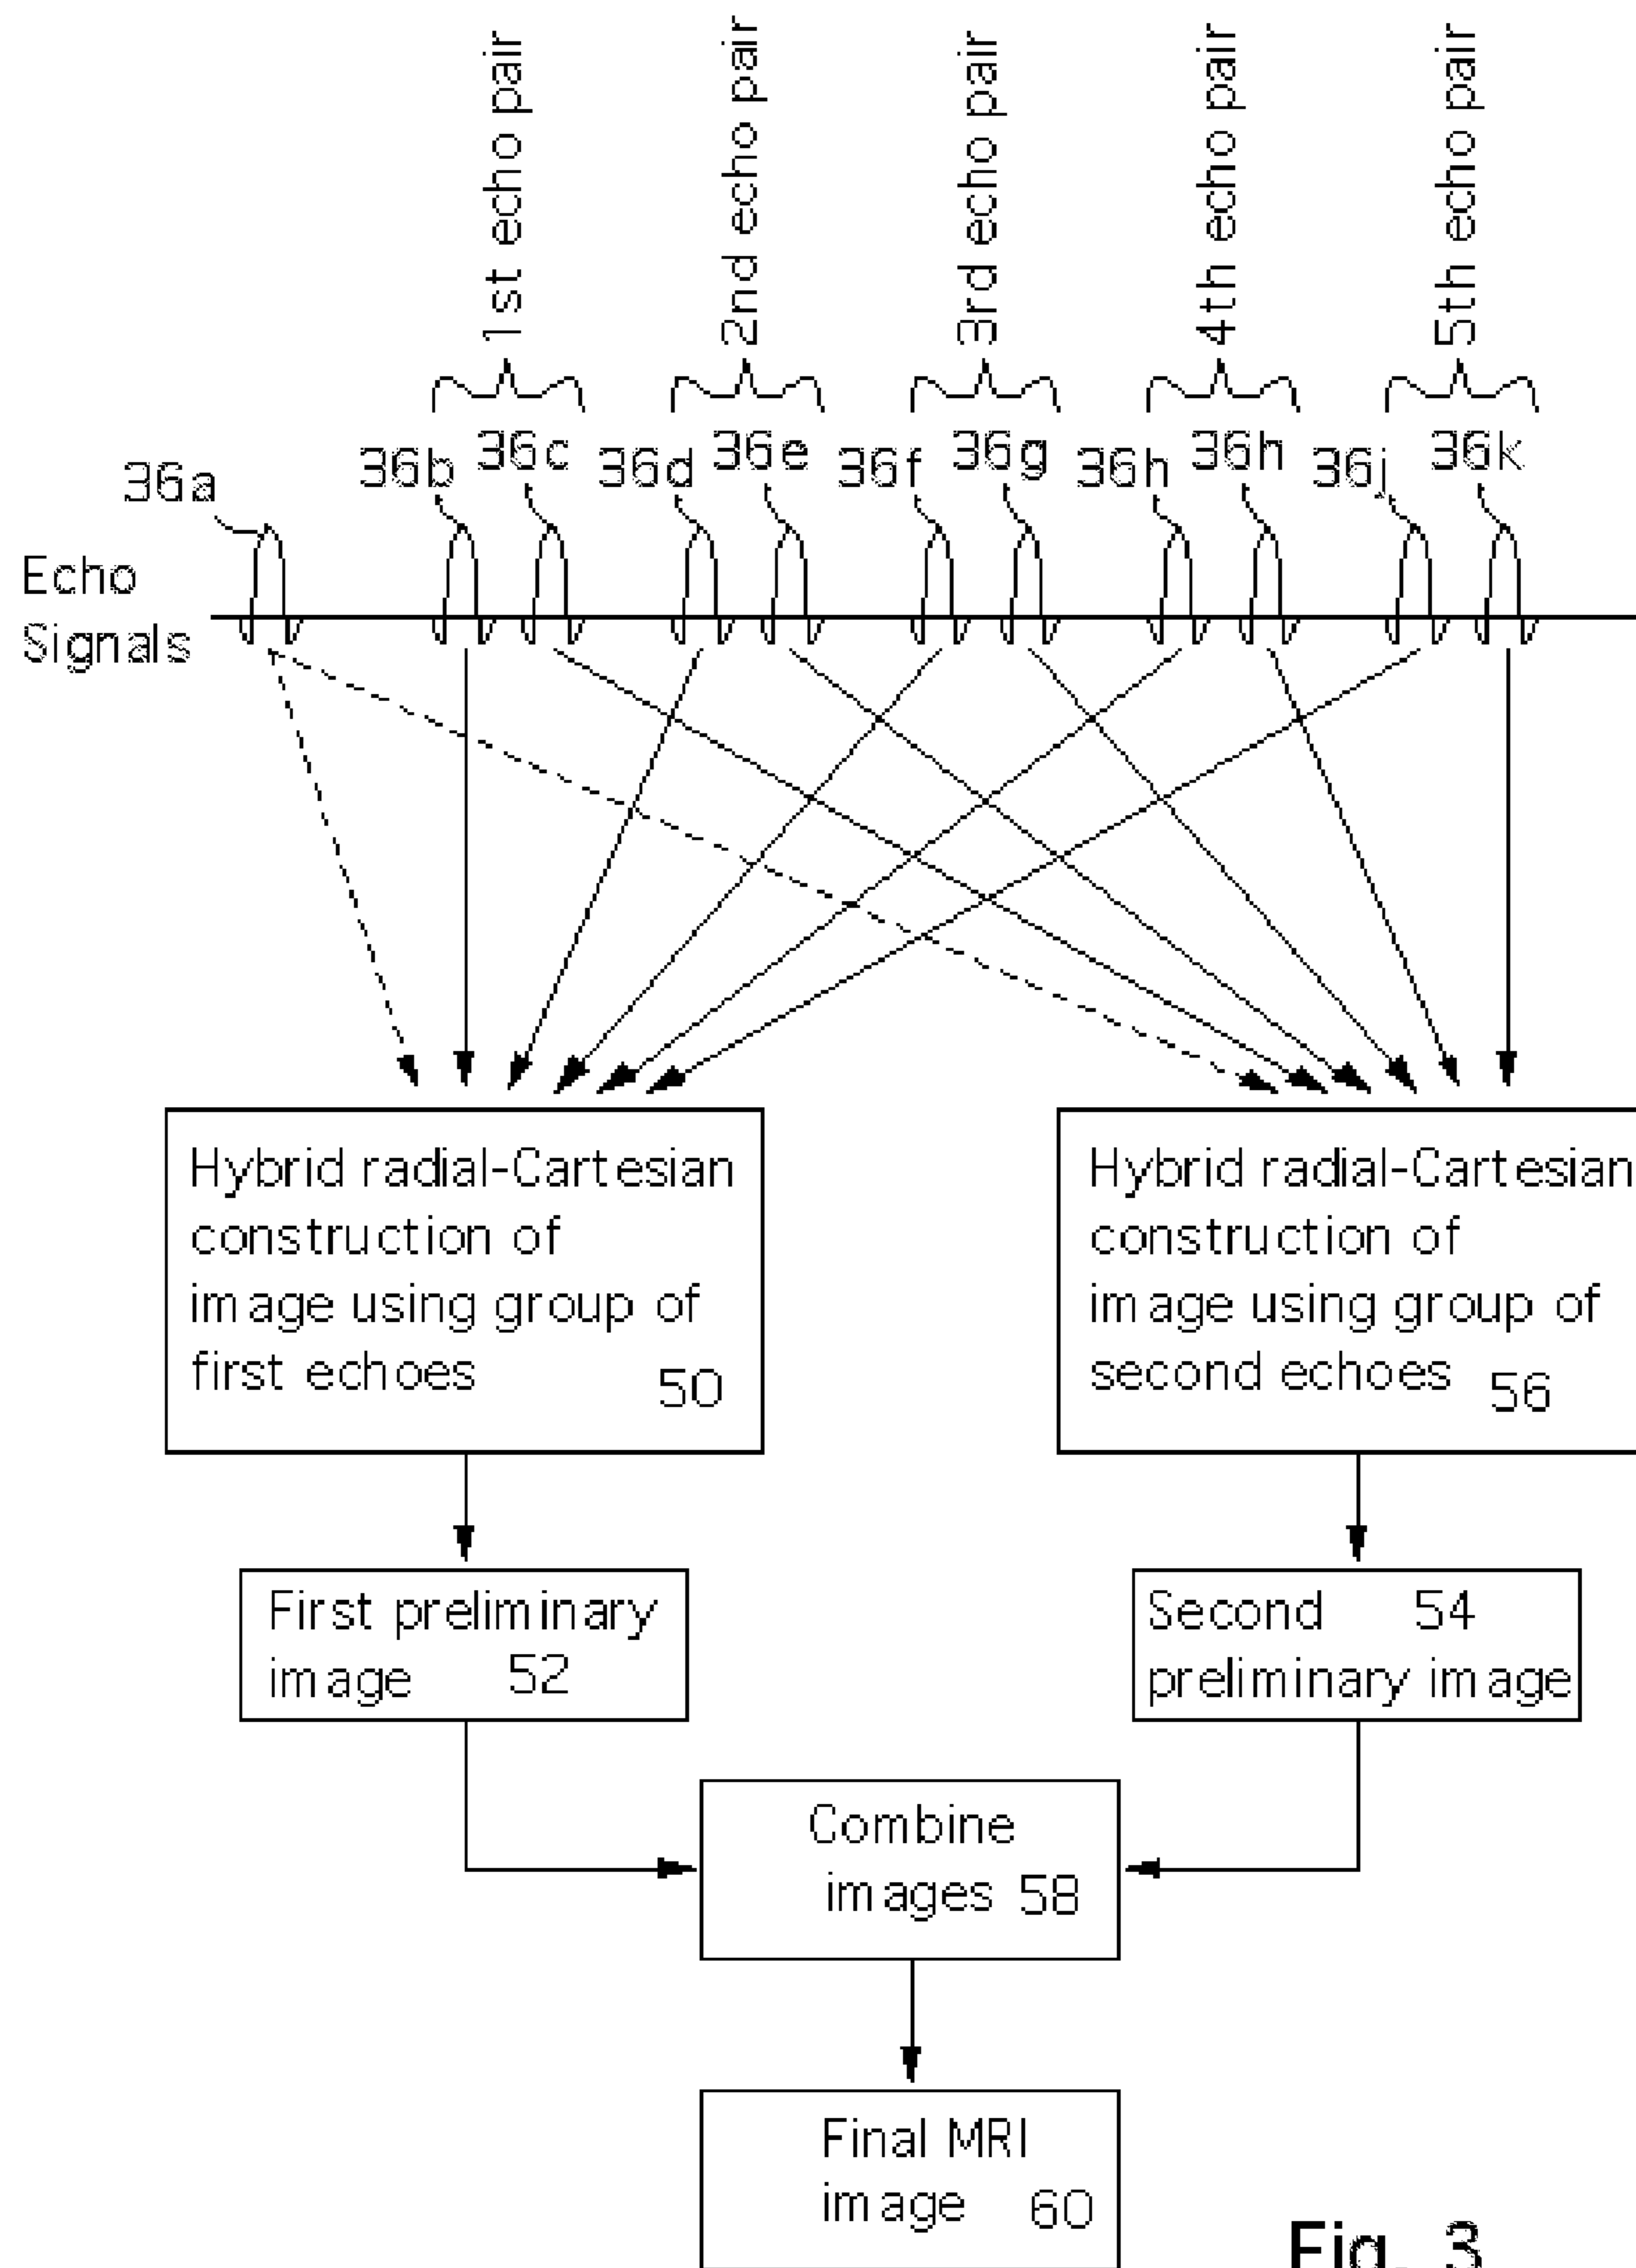 1st echo pair
2nd echo pair
3rd echo pair
4th echo pair
5th echo pair
36a
36b
36c
36d
36e
36f
36g
36h
36h
36j
36k
Echo
Signals
Hybrid radial-Cartesian
construction of
image using group of
first echoes 50
Hybrid radial-Cartesian
construction of
image using group of
second echoes 56
First preliminary
image 52
Second 54
preliminary image
Combine
images 58
Final MRI
image 60
Fig. 3